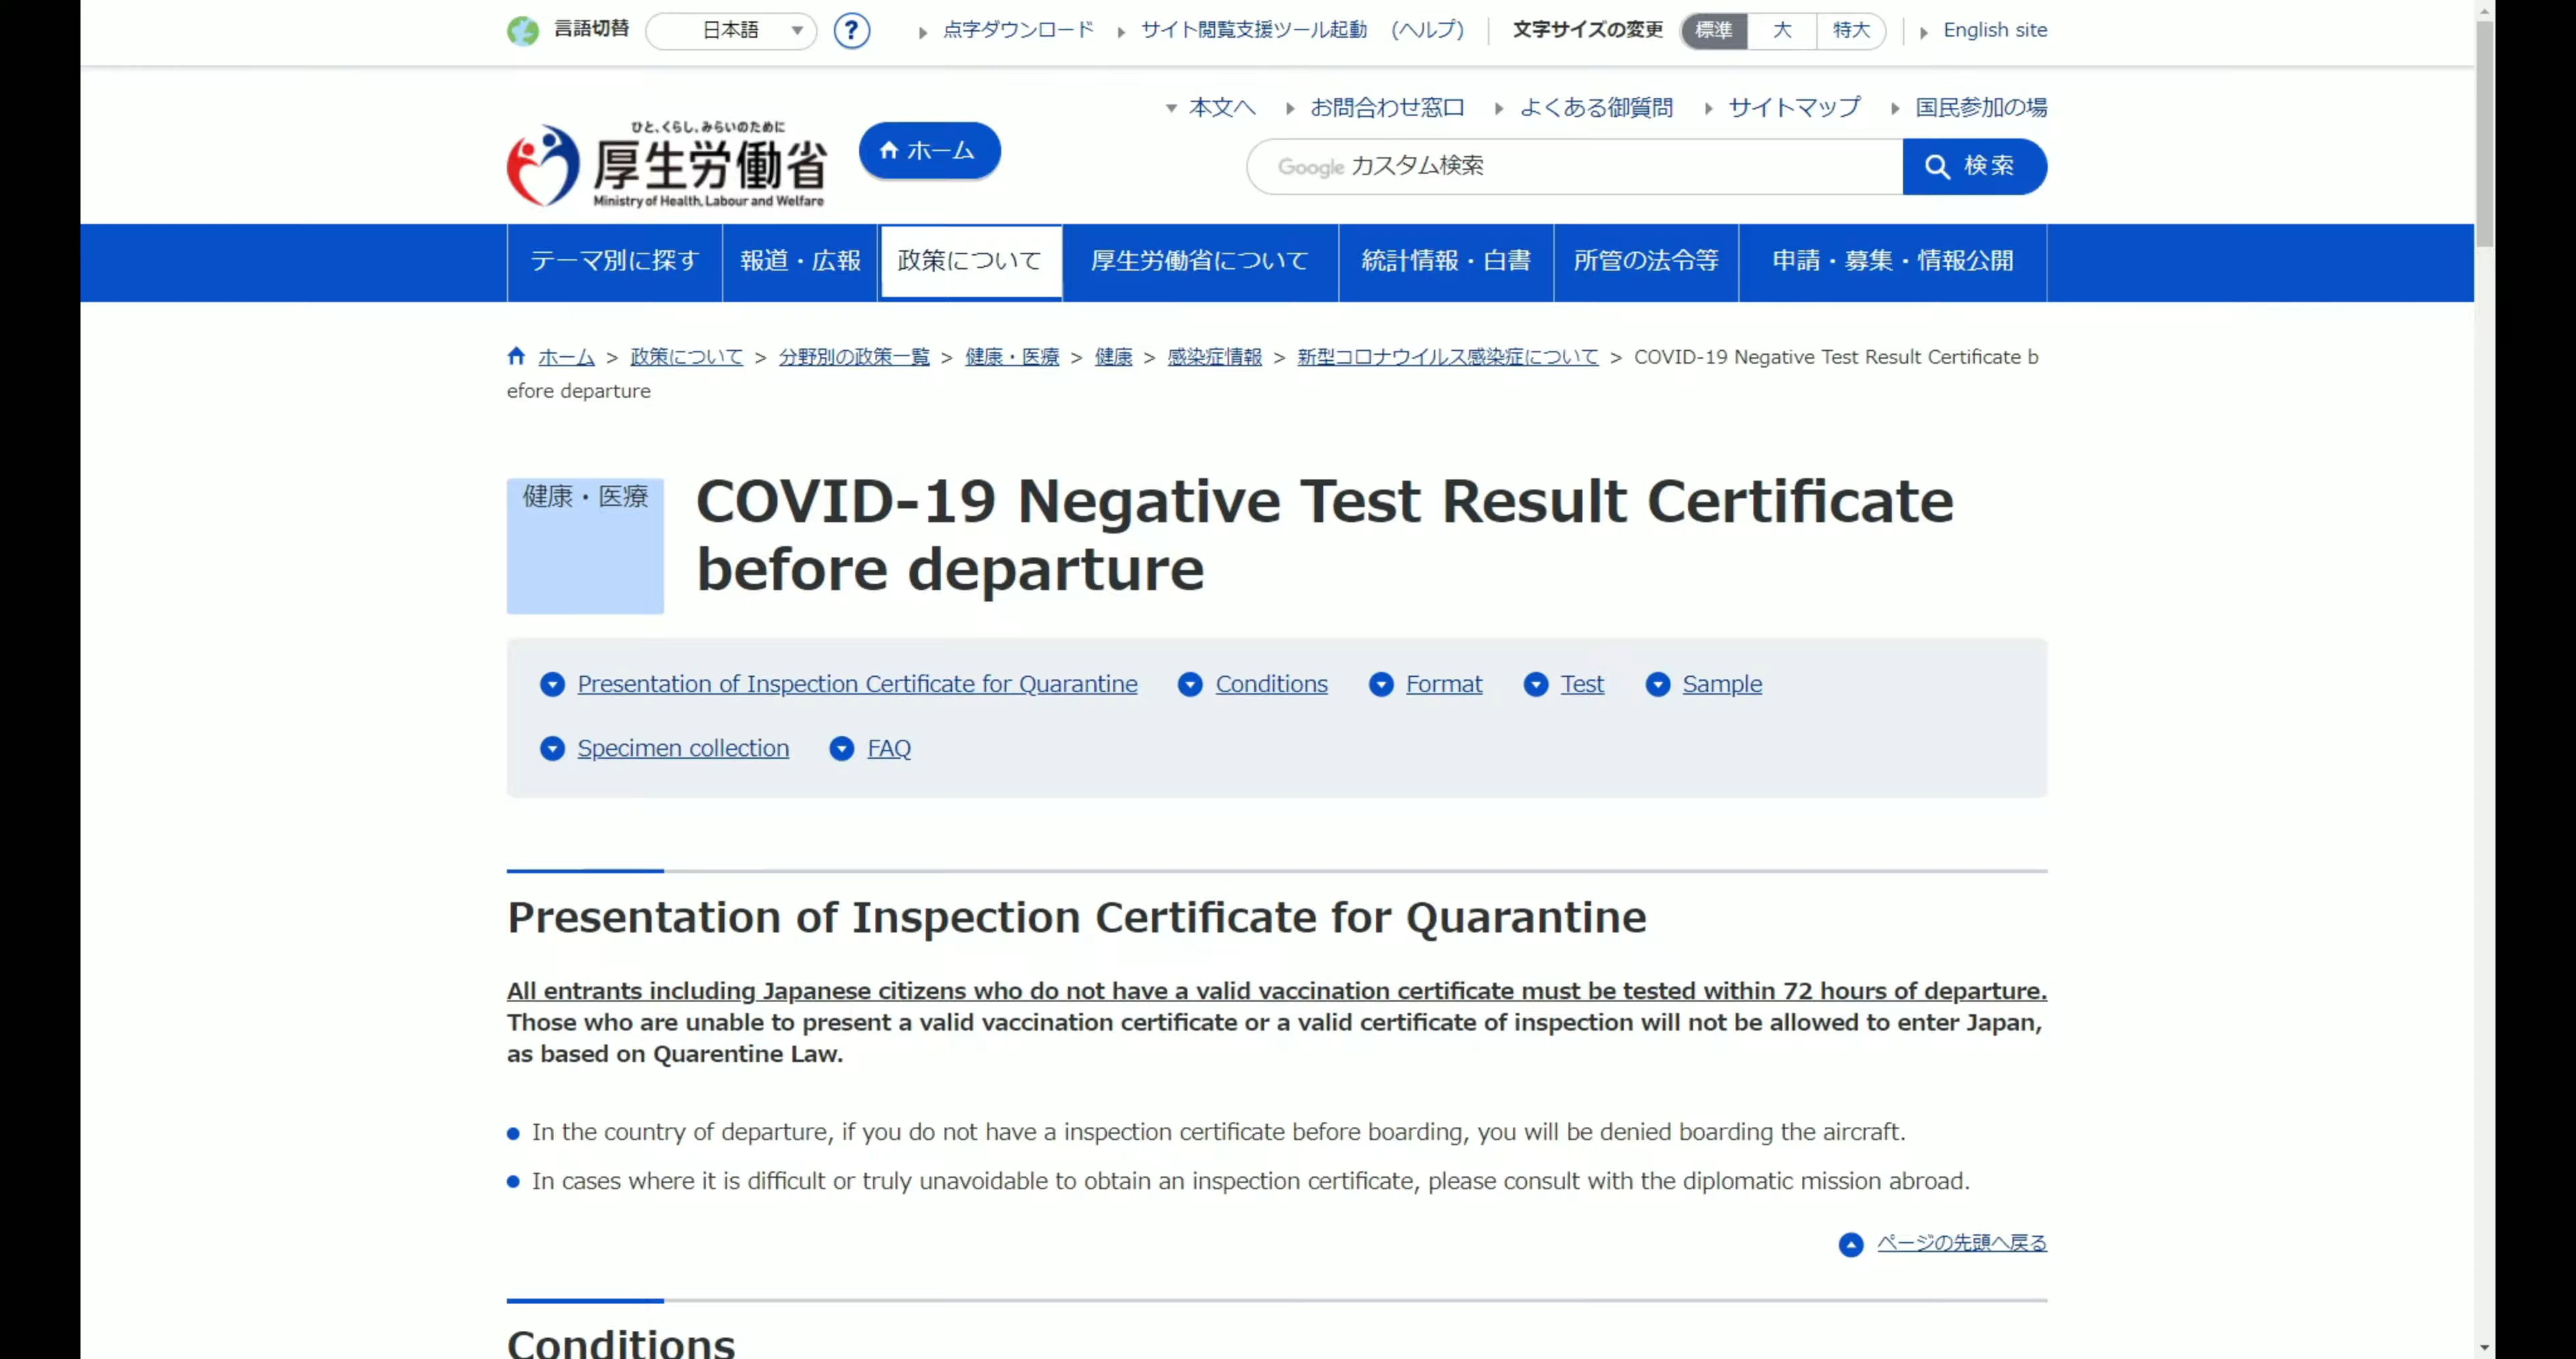 言語切替 日本語 ? 点字ダウンロード サイト閲覧支援ツール起動 (ヘルプ) 文字サイズの変更 標準 大 特大 English site
本文へ お問合わせ窓口 よくある御質問 サイトマップ 国民参加の場
ひと、くらし、みらいのために
厚生労働省
Ministry of Health, Labour and Welfare
ホーム
Google カスタム検索 検索
テーマ別に探す 報道・広報 政策について 厚生労働省について 統計情報・白書 所管の法令等 申請・募集・情報公開
ホーム > 政策について > 分野別の政策一覧 > 健康・医療 > 健康 > 感染症情報 > 新型コロナウイルス感染症について > COVID-19 Negative Test Result Certificate b
efore departure
健康・医療
COVID-19 Negative Test Result Certificate
before departure
Presentation of Inspection Certificate for Quarantine Conditions Format Test Sample
Specimen collection FAQ
Presentation of Inspection Certificate for Quarantine
All entrants including Japanese citizens who do not have a valid vaccination certificate must be tested within 72 hours of departure.
Those who are unable to present a valid vaccination certificate or a valid certificate of inspection will not be allowed to enter Japan,
as based on Quarentine Law.
In the country of departure, if you do not have a inspection certificate before boarding, you will be denied boarding the aircraft.
In cases where it is difficult or truly unavoidable to obtain an inspection certificate, please consult with the diplomatic mission abroad.
ページの先頭へ戻る
Conditions